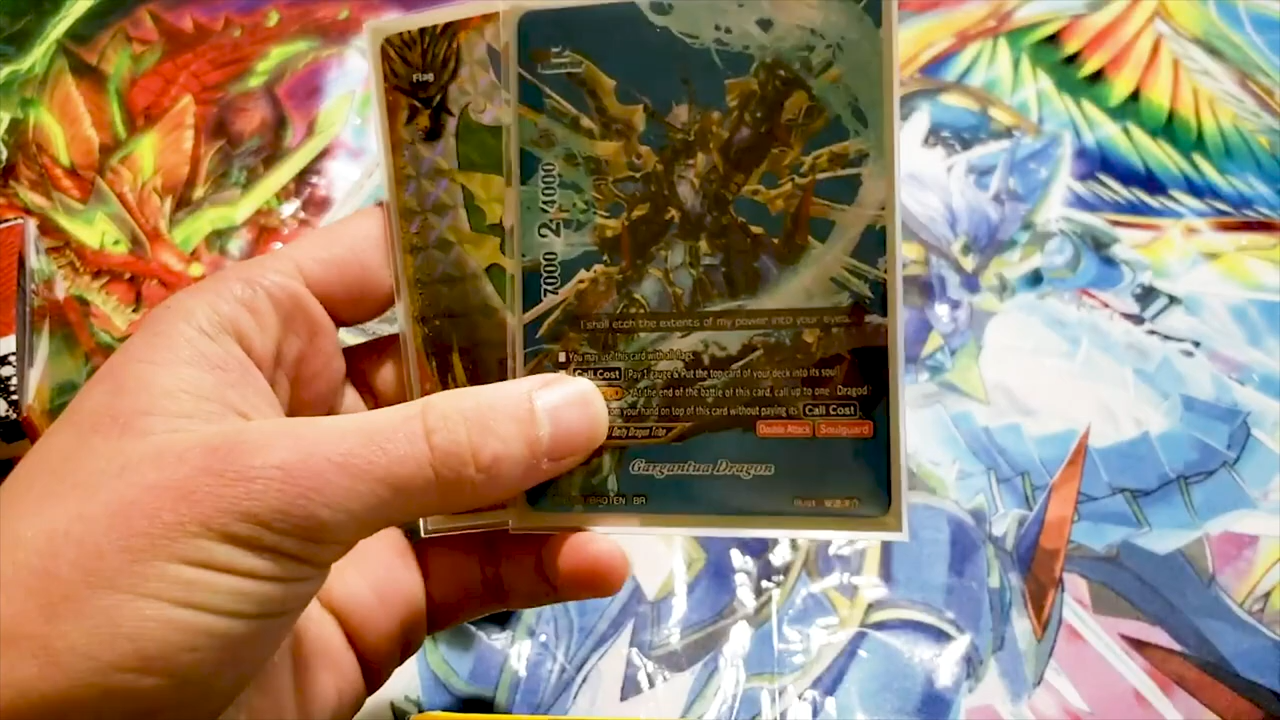 Flag
7000 2 4000
I shall etch the extents of my power into your eyes.
You may use this card with all flags.
Call Cost [Pay 1 gauge & Put the top card of your deck into its soul]
At the end of the battle of this card, call up to one "Dragod"
from your hand on top of this card without paying its Call Cost.
/ Deity Dragon Tribe Double Attack Soulguard
Gargantua Dragon
EN BR Illust